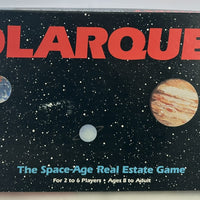 OLARQUE
The Space-Age Real Estate Game
For 2 to 6 Players • Ages 8 to Adult